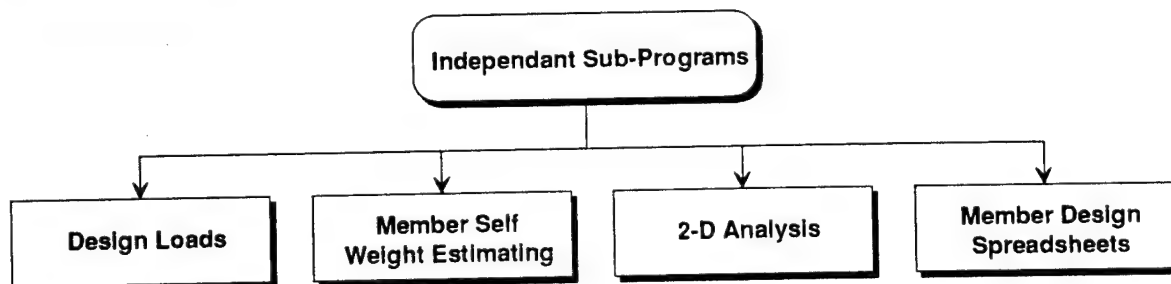 Independant Sub-Programs
Design Loads
Member Self
Weight Estimating
2-D Analysis
Member Design
Spreadsheets